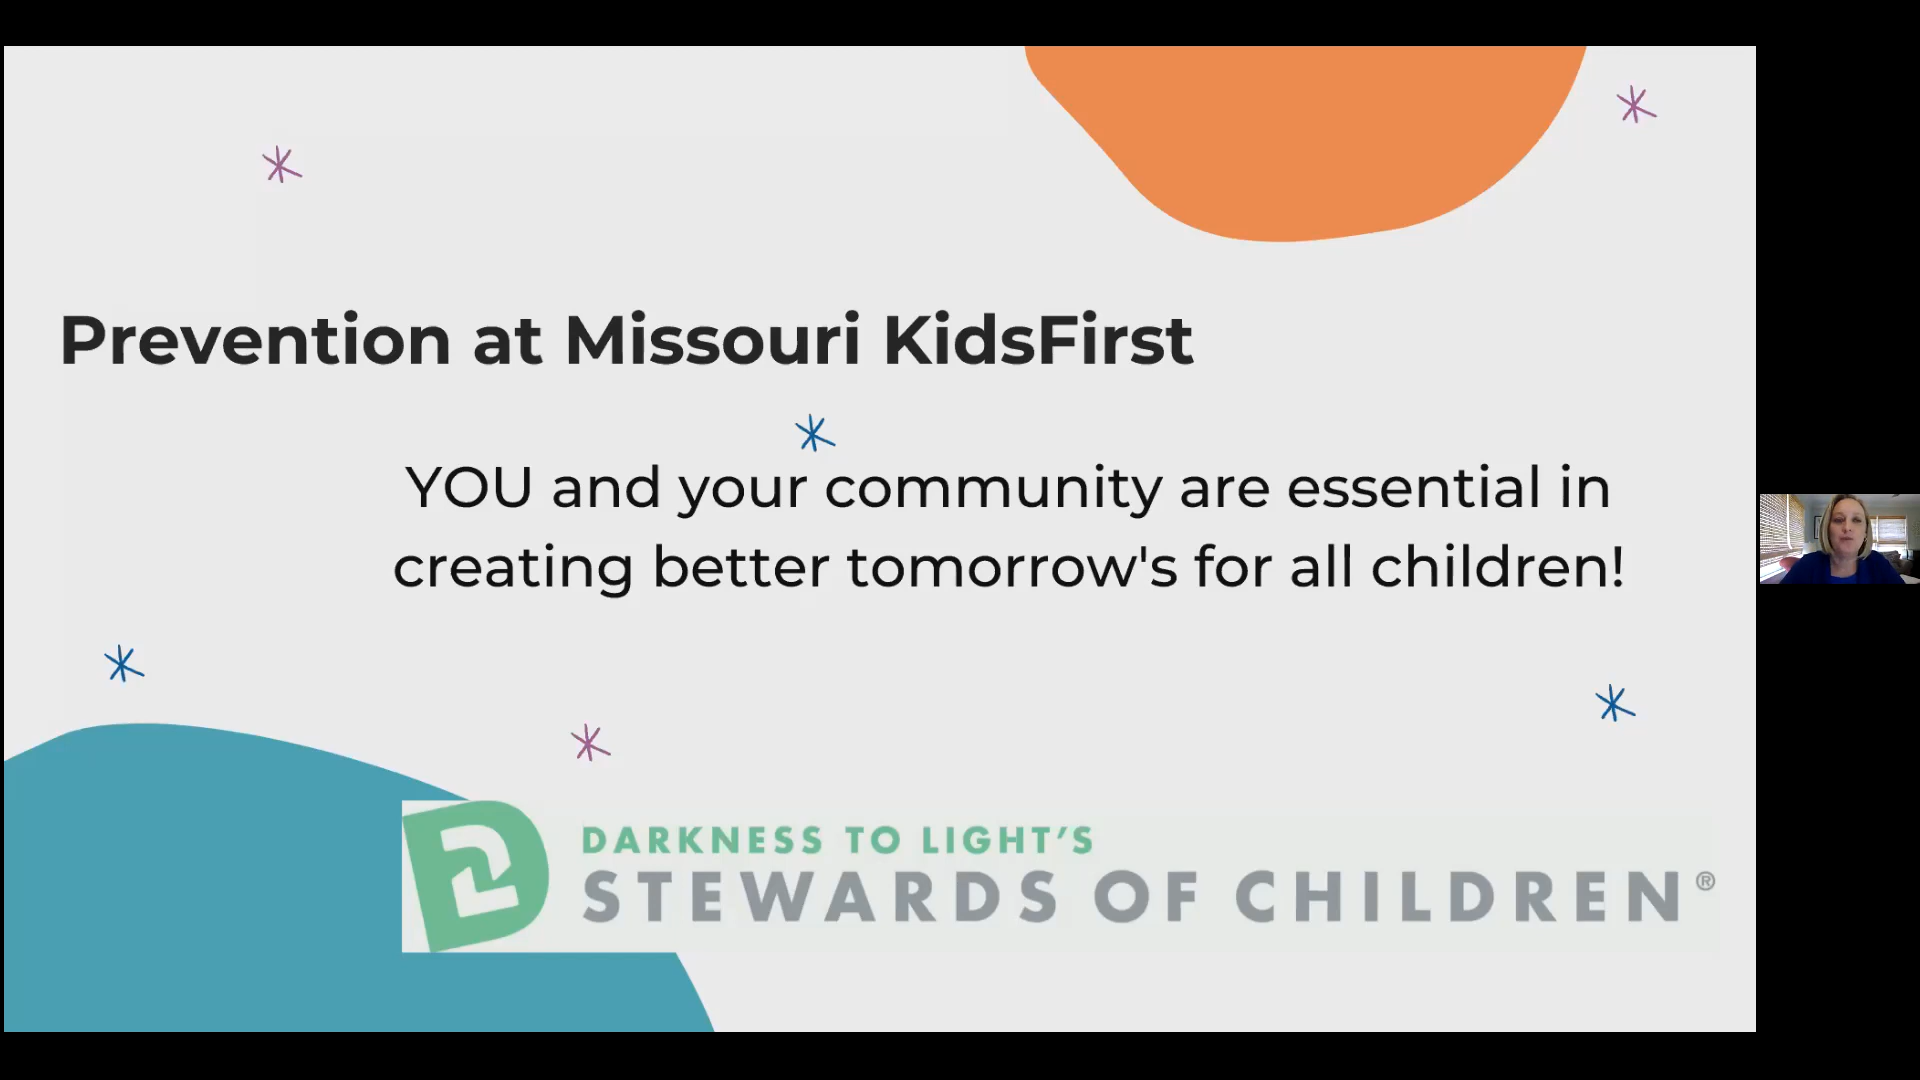 Prevention at Missouri KidsFirst
YOU and your community are essential in
creating better tomorrow's for all children!
DARKNESS TO LIGHT'S
STEWARDS OF CHILDREN®